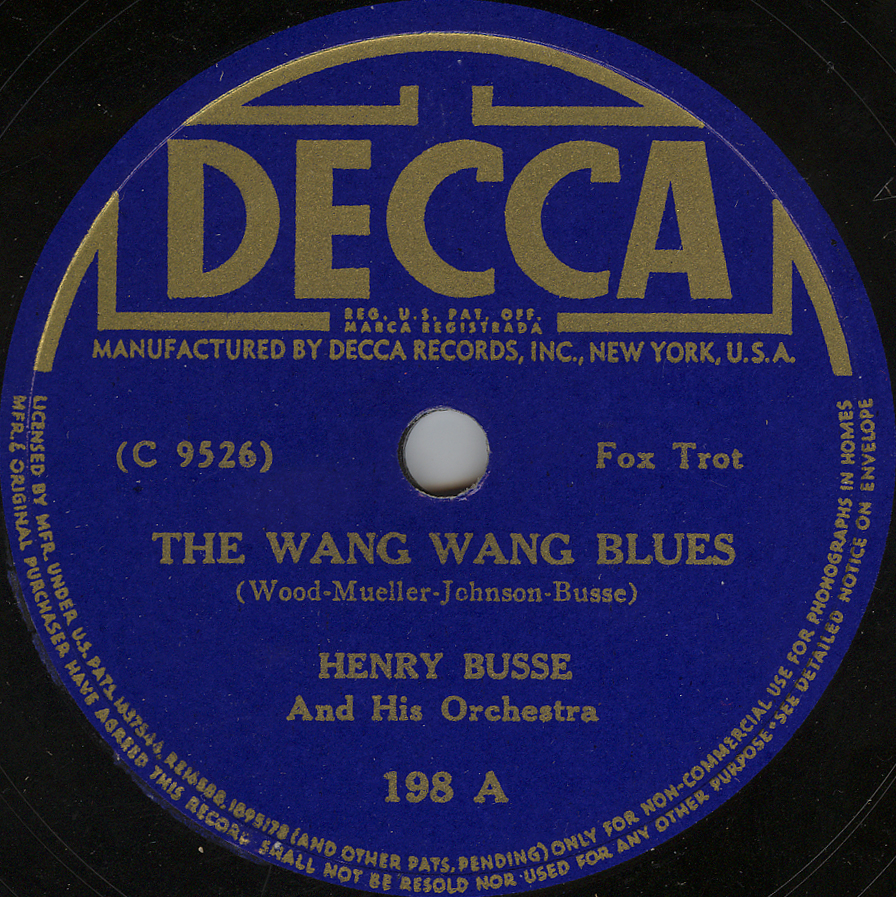 DECCA
REG. U.S. PAT. OFF.
MARCA REGISTRADA
MANUFACTURED BY DECCA RECORDS, INC., NEW YORK, U.S.A.
(C 9526)
Fox Trot
THE WANG WANG BLUES
(Wood-Mueller-Johnson-Busse)
HENRY BUSSE
And His Orchestra
198 A
LICENSED BY MFR. UNDER U.S. PATS. 1637544, RE16588, 1895178 (AND OTHER PATS. PENDING) ONLY FOR NON-COMMERCIAL USE FOR PHONOGRAPHS IN HOMES
MFR. & ORIGINAL PURCHASER HAVE AGREED THIS RECORD SHALL NOT BE RESOLD NOR USED FOR ANY OTHER PURPOSE "SEE DETAILED NOTICE ON ENVELOPE